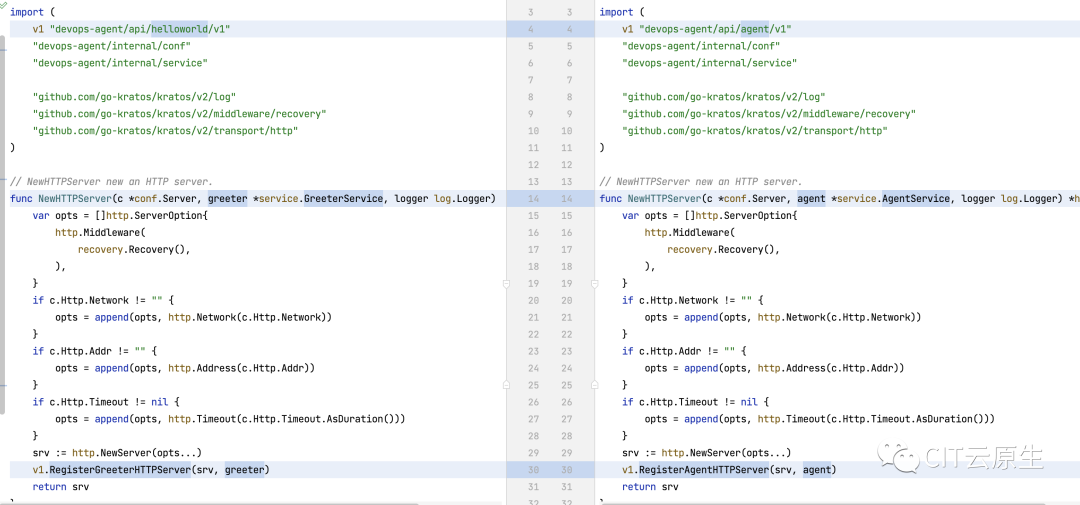 import (
    v1 "devops-agent/api/helloworld/v1"
    "devops-agent/internal/conf"
    "devops-agent/internal/service"
    "github.com/go-kratos/kratos/v2/log"
    "github.com/go-kratos/kratos/v2/middleware/recovery"
    "github.com/go-kratos/kratos/v2/transport/http"
)
// NewHTTPServer new an HTTP server.
func NewHTTPServer(c *conf.Server, greeter *service.GreeterService, logger log.Logger)
    var opts = []http.ServerOption{
        http.Middleware(
            recovery.Recovery(),
        ),
    }
    if c.Http.Network != "" {
        opts = append(opts, http.Network(c.Http.Network))
    }
    if c.Http.Addr != "" {
        opts = append(opts, http.Address(c.Http.Addr))
    }
    if c.Http.Timeout != nil {
        opts = append(opts, http.Timeout(c.Http.Timeout.AsDuration()))
    }
    srv := http.NewServer(opts...)
    v1.RegisterGreeterHTTPServer(srv, greeter)
    return srv
3 3
4 4
5 5
6 6
7 7
8 8
9 9
10 10
11 11
12 12
13 13
14 14
15 15
16 16
17 17
18 18
19 19
20 20
21 21
22 22
23 23
24 24
25 25
26 26
27 27
28 28
29 29
30 30
31 31
32 32
import (
    v1 "devops-agent/api/agent/v1"
    "devops-agent/internal/conf"
    "devops-agent/internal/service"
    "github.com/go-kratos/kratos/v2/log"
    "github.com/go-kratos/kratos/v2/middleware/recovery"
    "github.com/go-kratos/kratos/v2/transport/http"
)
// NewHTTPServer new an HTTP server.
func NewHTTPServer(c *conf.Server, agent *service.AgentService, logger log.Logger) *h
    var opts = []http.ServerOption{
        http.Middleware(
            recovery.Recovery(),
        ),
    }
    if c.Http.Network != "" {
        opts = append(opts, http.Network(c.Http.Network))
    }
    if c.Http.Addr != "" {
        opts = append(opts, http.Address(c.Http.Addr))
    }
    if c.Http.Timeout != nil {
        opts = append(opts, http.Timeout(c.Http.Timeout.AsDuration()))
    }
    srv := http.NewServer(opts...)
    v1.RegisterAgentHTTPServer(srv, agent)
    return srv
CIT云原生